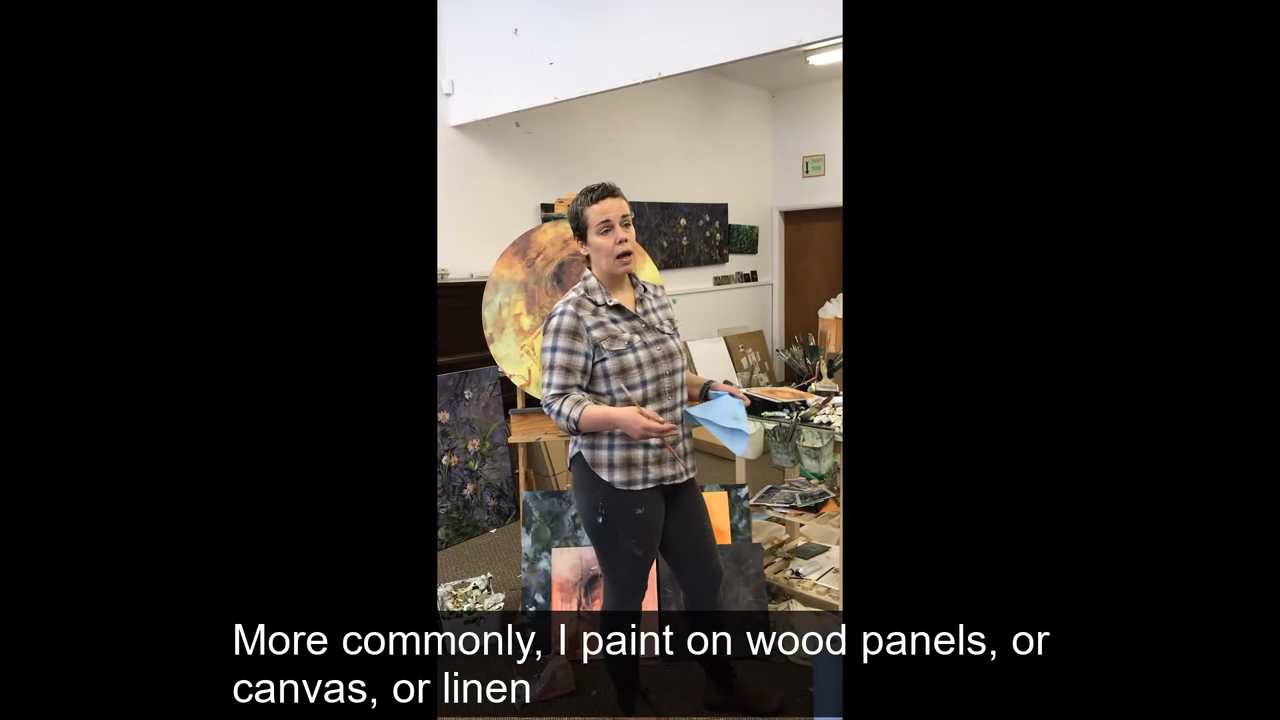 More commonly, I paint on wood panels, or
canvas, or linen